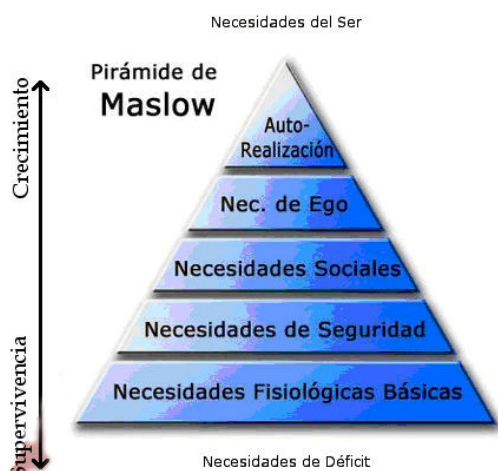 Necesidades del Ser
Pirámide de
Maslow
Crecimiento
Auto-
Realización
Nec. de Ego
Necesidades Sociales
Necesidades de Seguridad
Necesidades Fisiológicas Básicas
Supervivencia
Necesidades de Déficit